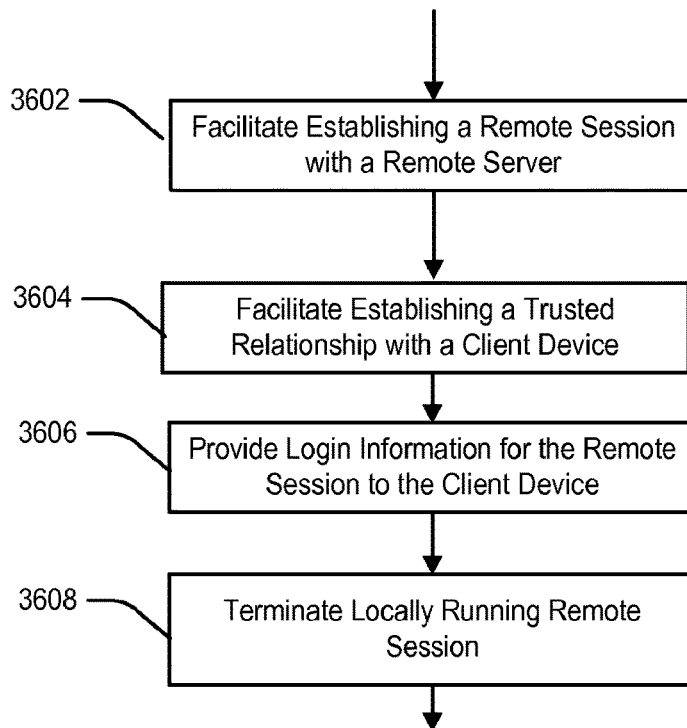 3602
Facilitate Establishing a Remote Session
with a Remote Server
3604
Facilitate Establishing a Trusted
Relationship with a Client Device
3606
Provide Login Information for the Remote
Session to the Client Device
3608
Terminate Locally Running Remote
Session